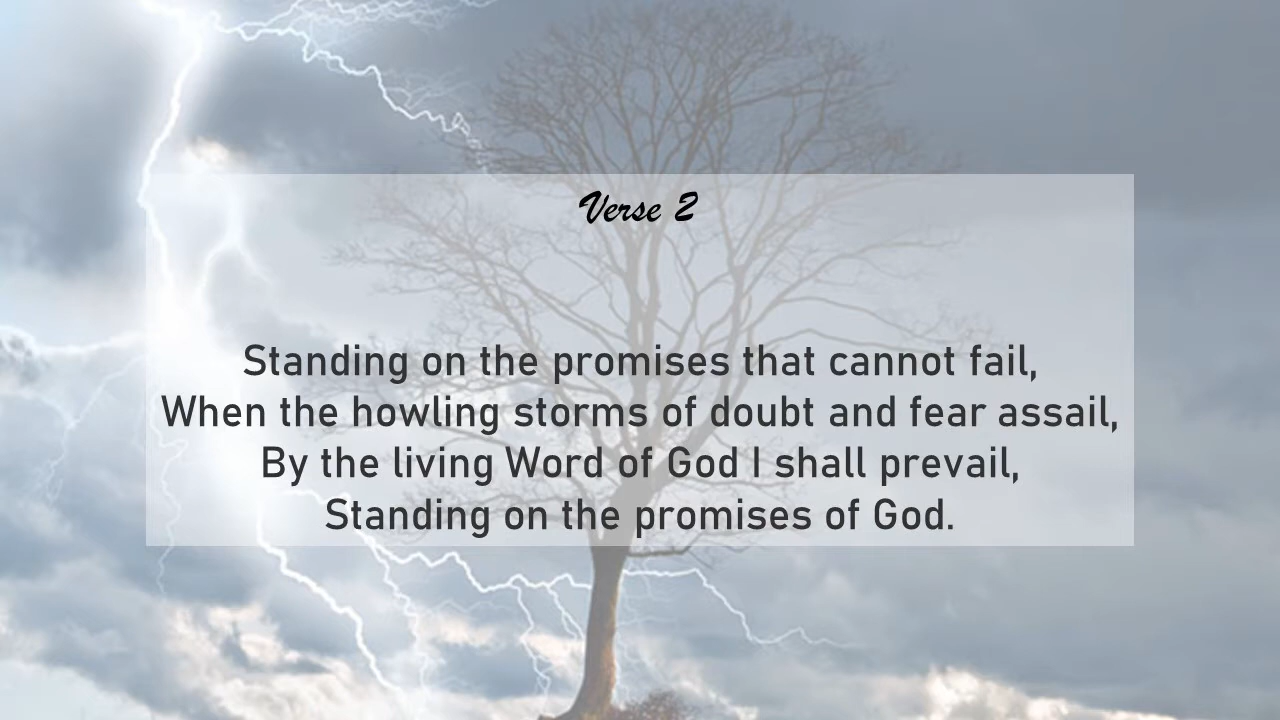 Verse 2
Standing on the promises that cannot fail,
When the howling storms of doubt and fear assail,
By the living Word of God I shall prevail,
Standing on the promises of God.